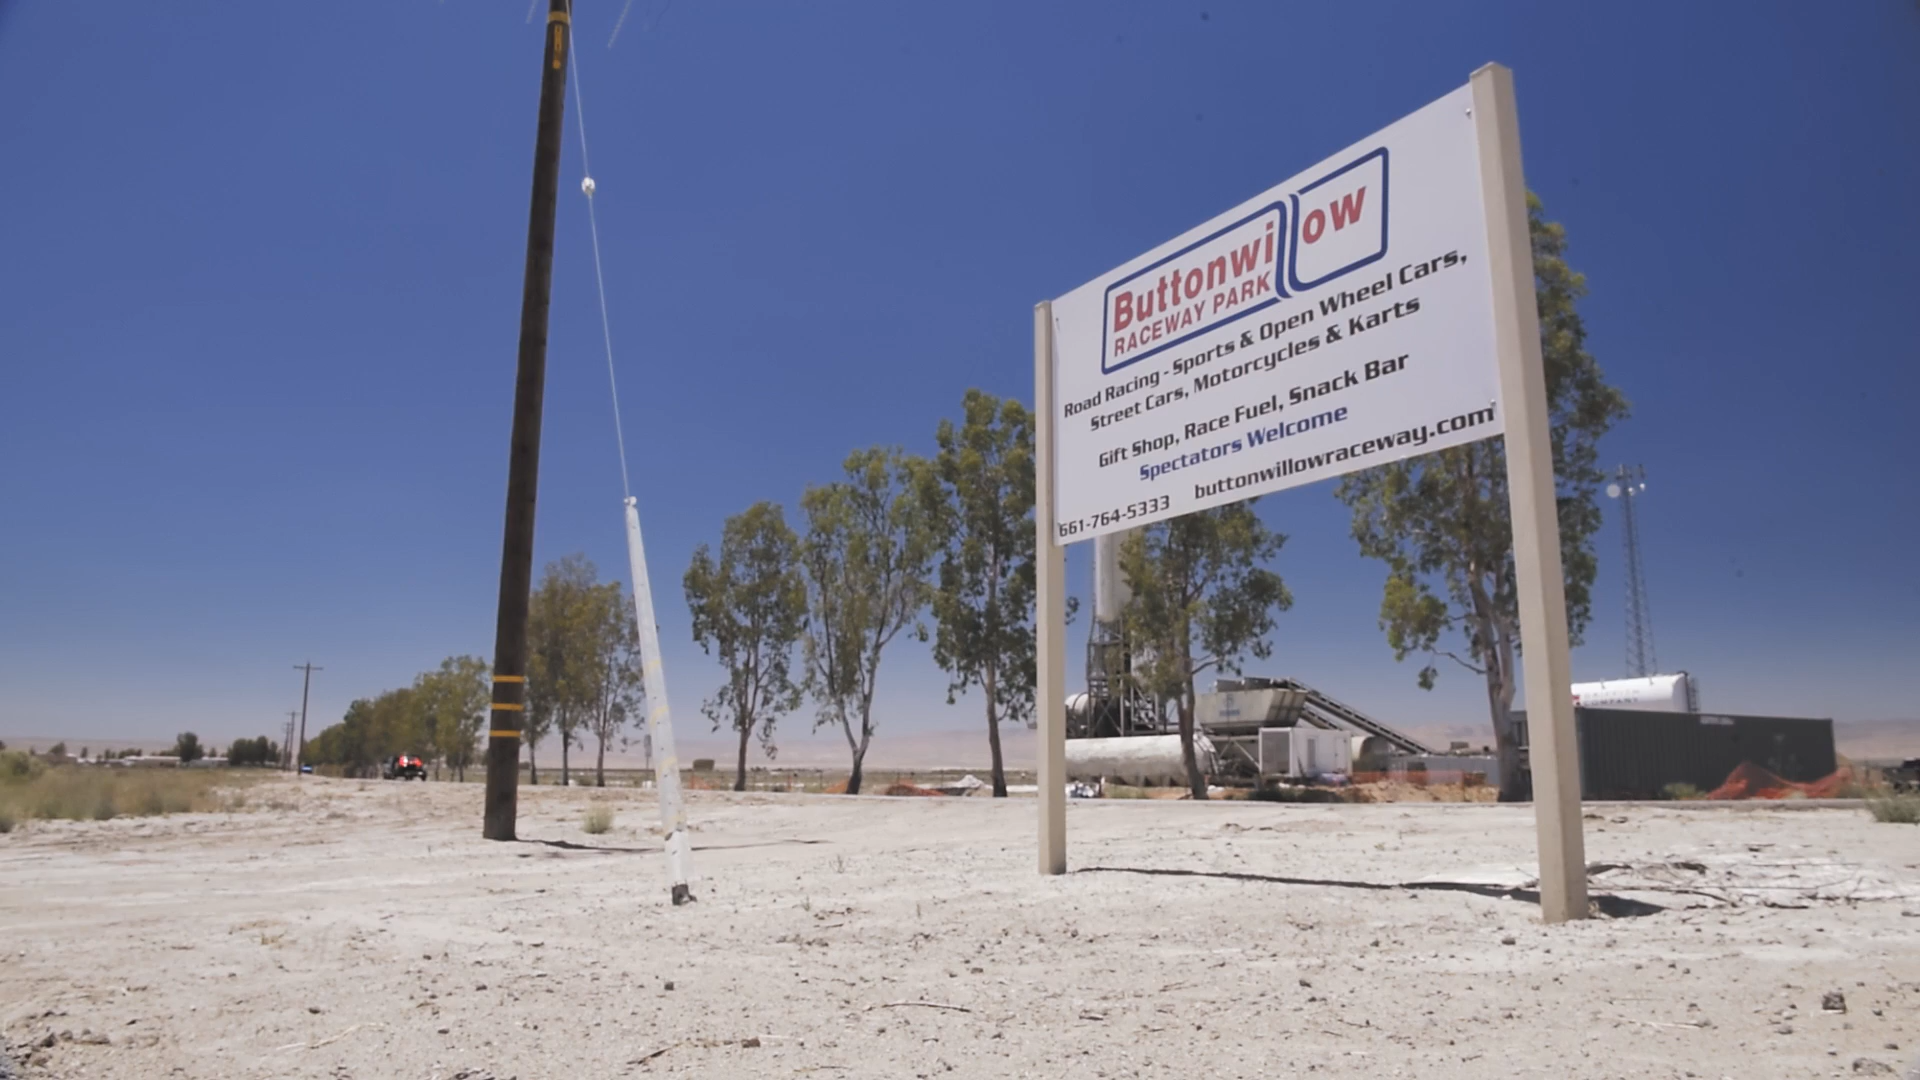 Buttonwillow
RACEWAY PARK
Road Racing - Sports & Open Wheel Cars,
Street Cars, Motorcycles & Karts
Gift Shop, Race Fuel, Snack Bar
Spectators Welcome
661-764-5333 buttonwillowraceway.com
COMPANY